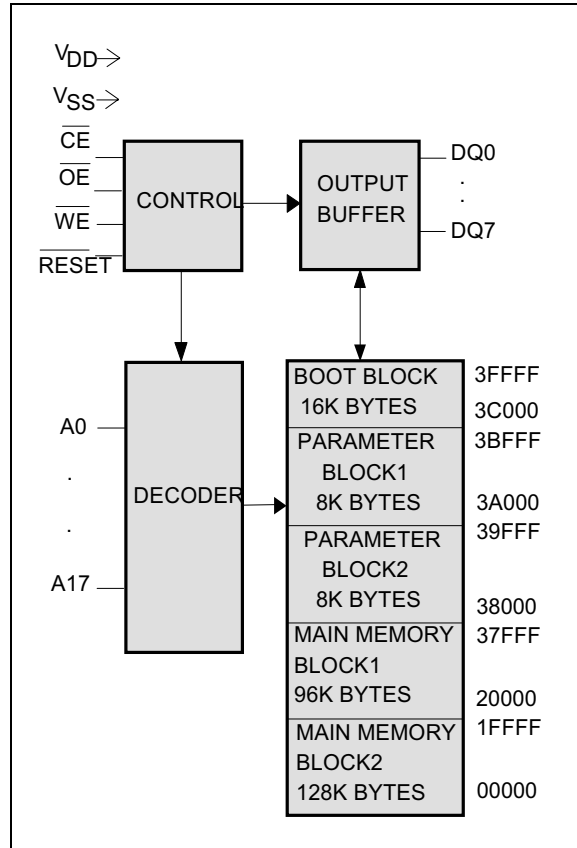 VDD
VSS
CE
OE
WE
RESET
CONTROL
OUTPUT
BUFFER
DQ0
.
.
DQ7
A0
.
.
A17
DECODER
BOOT BLOCK
16K BYTES
3FFFF
3C000
PARAMETER
BLOCK1
8K BYTES
3BFFF
3A000
PARAMETER
BLOCK2
8K BYTES
39FFF
38000
MAIN MEMORY
BLOCK1
96K BYTES
37FFF
20000
MAIN MEMORY
BLOCK2
128K BYTES
1FFFF
00000